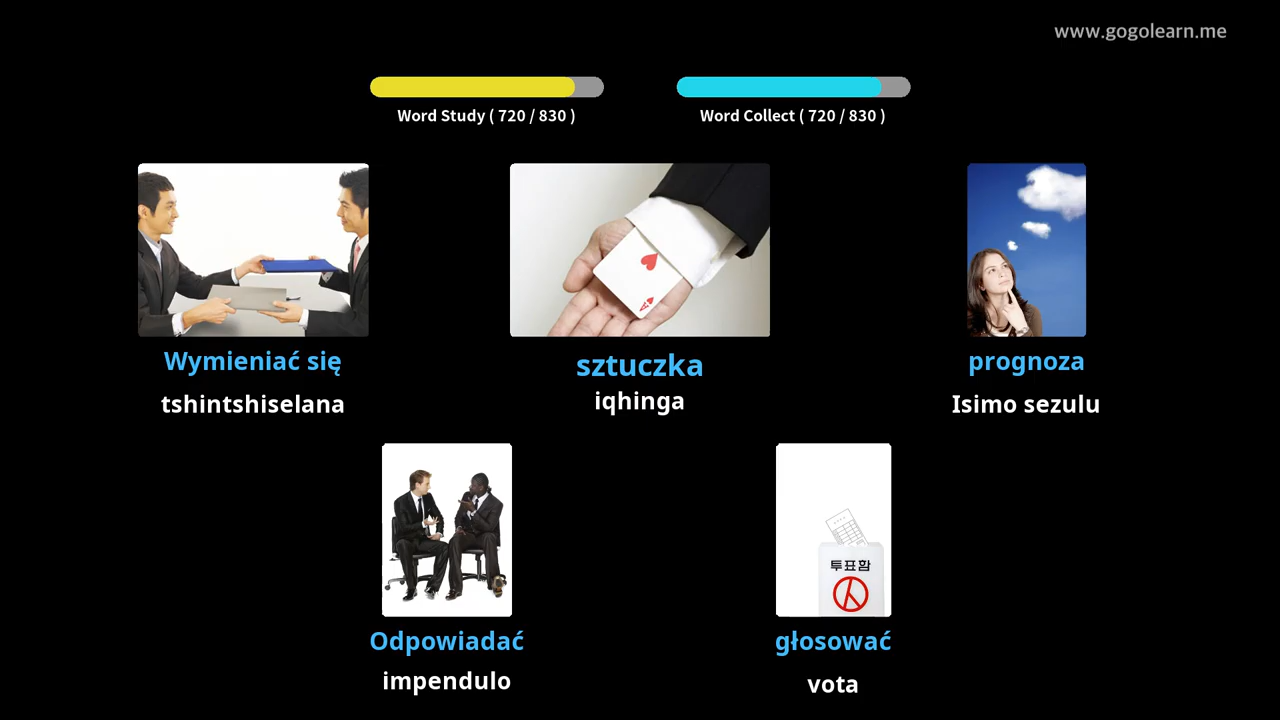 www.gogolearn.me
Word Study ( 720 / 830 )
Word Collect ( 720 / 830 )
Wymieniać się
tshintshiselana
sztuczka
iqhinga
prognoza
Isimo sezulu
투표함
Odpowiadać
impendulo
głosować
vota